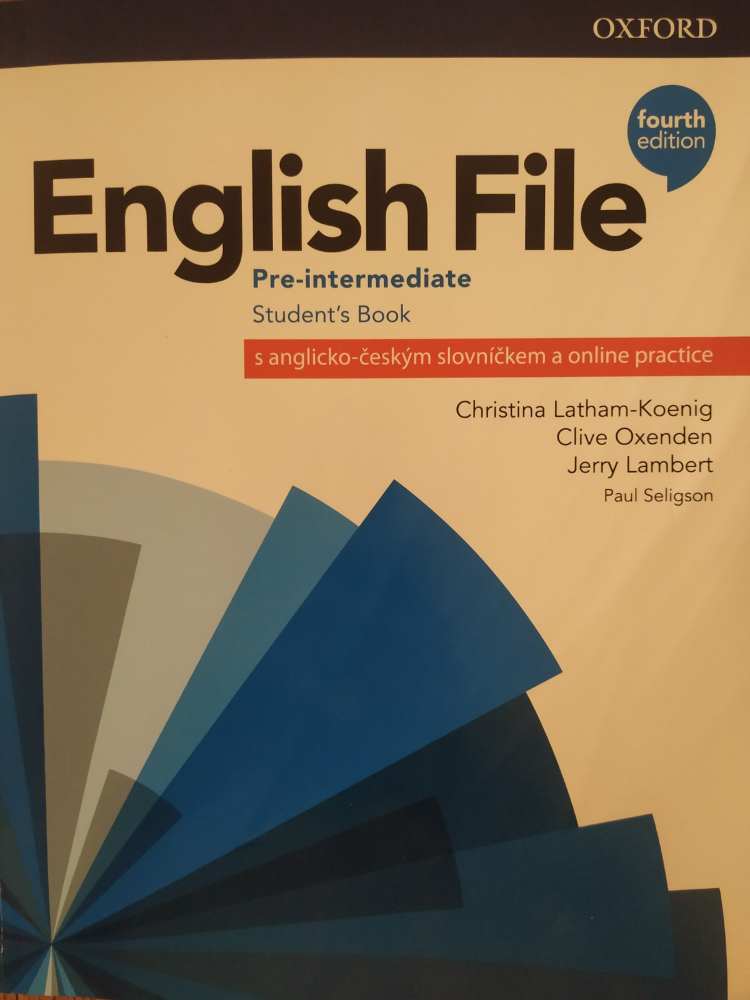 OXFORD
fourth
edition
English File
Pre-intermediate
Student's Book
s anglicko-českým slovníčkem a online practice
Christina Latham-Koenig
Clive Oxenden
Jerry Lambert
Paul Seligson